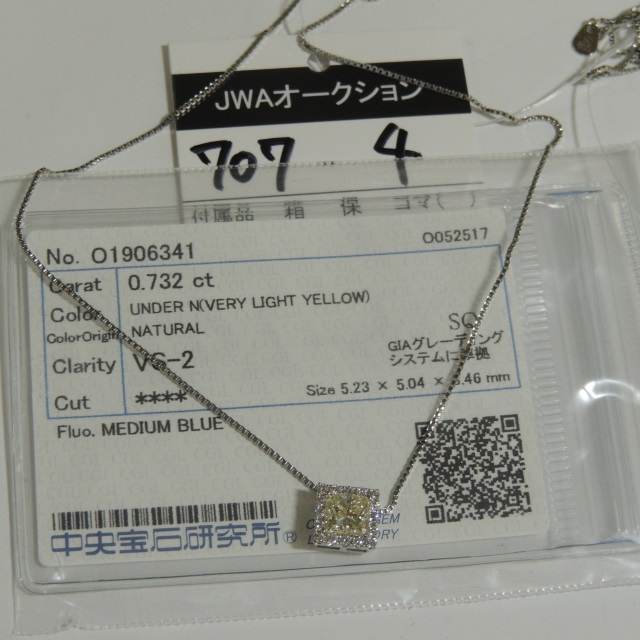 JWAオークション
707 - 4
付属品 箱 保 コマ( )
No. O1906341
O052517
Carat 0.732 ct
Color UNDER N(VERY LIGHT YELLOW)
ColorOrigin NATURAL
SQ
Clarity VS-2
GIAグレーディング
システムに準拠
Cut ****
Size 5.23 × 5.04 × .46 mm
Fluo. MEDIUM BLUE
中央宝石研究所®
GEM